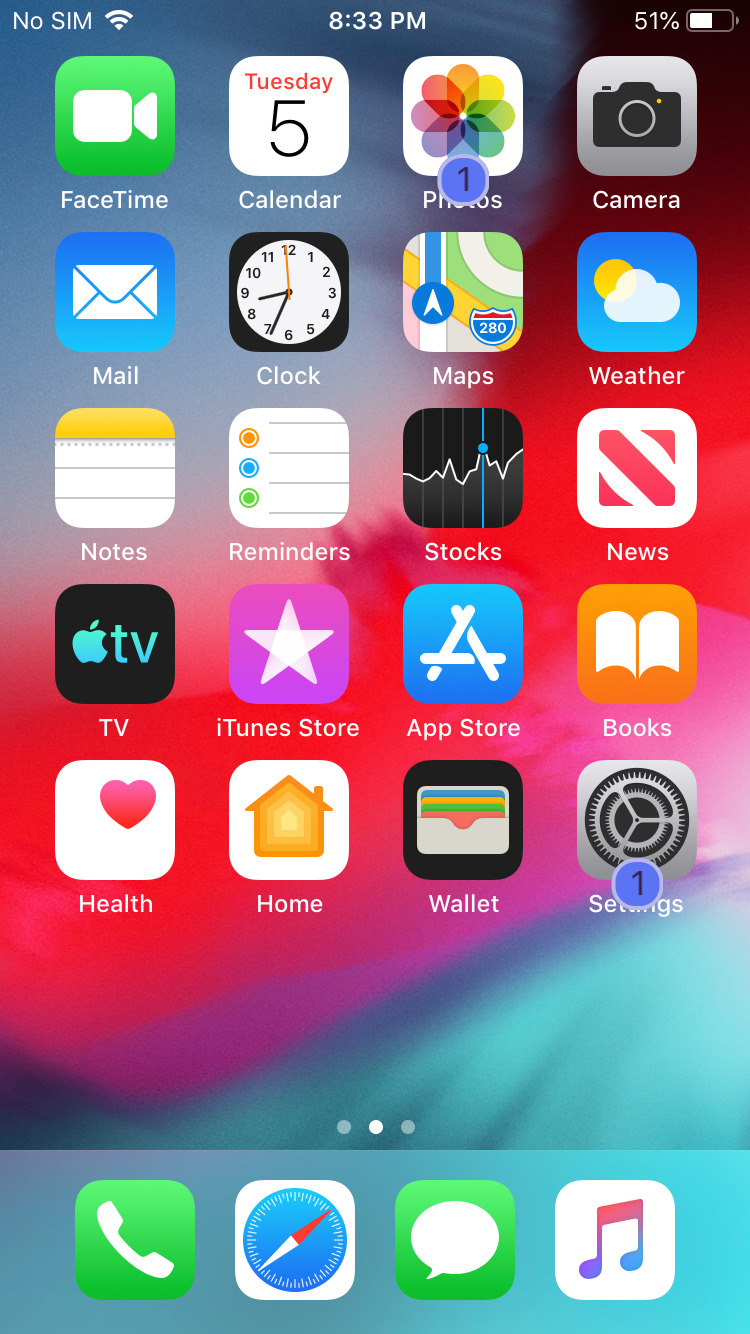 No SIM 8:33 PM 51%
Tuesday
5
1
FaceTime Calendar Photos Camera
12
11 1
10 2
9 3
8 4
7 5
6
280
Mail Clock Maps Weather
Notes Reminders Stocks News
tv
TV iTunes Store App Store Books
1
Health Home Wallet Settings